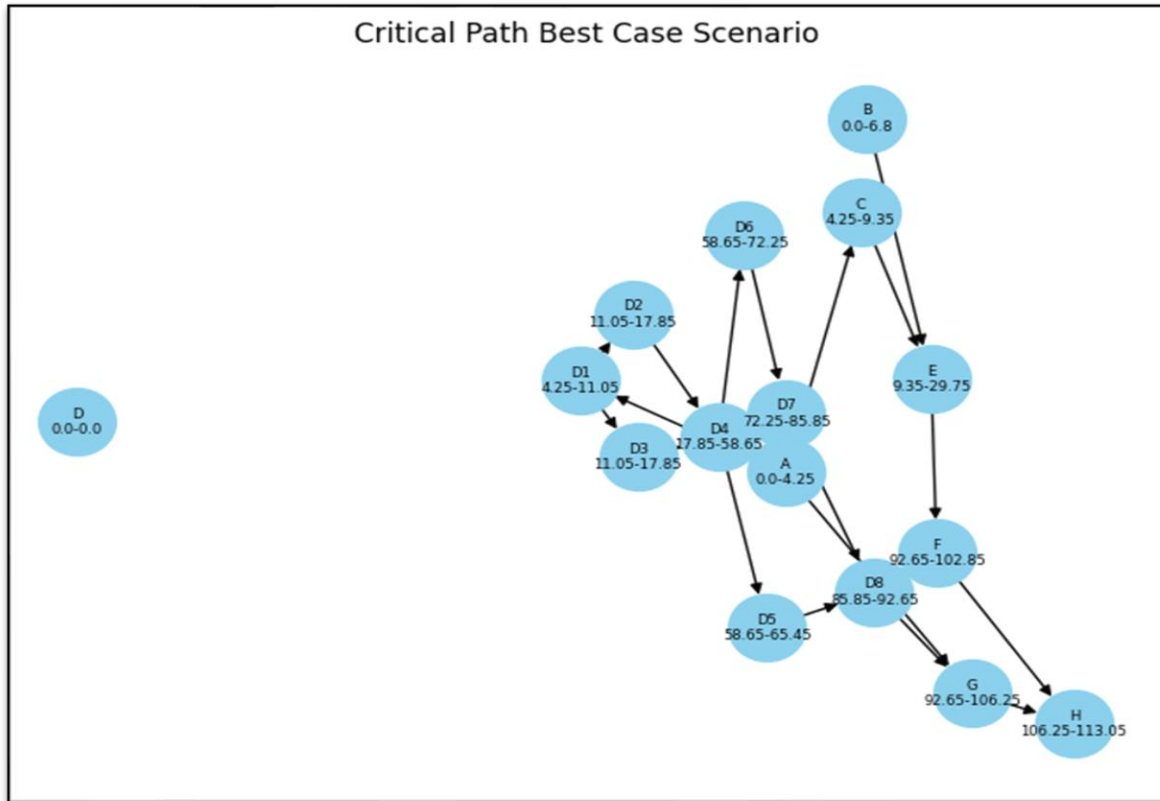 Critical Path Best Case Scenario
B
0.0-6.8
C
4.25-9.35
D6
58.65-72.25
D2
11.05-17.85
D1
4.25-11.05
E
9.35-29.75
D
0.0-0.0
D7
72.25-85.85
D4
17.85-58.65
D3
11.05-17.85
A
0.0-4.25
F
92.65-102.85
D8
85.85-92.65
D5
58.65-65.45
G
92.65-106.25
H
106.25-113.05